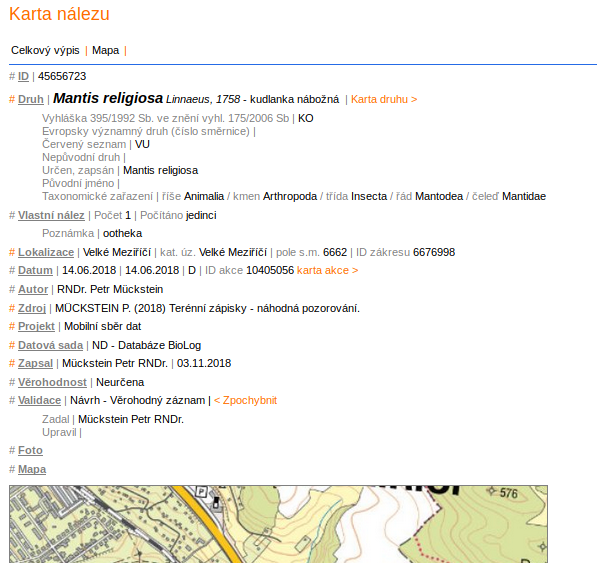 Karta nálezu
Celkový výpis | Mapa |
# ID | 45656723
# Druh | Mantis religiosa Linnaeus, 1758 - kudlanka nábožná | Karta druhu >
Vyhláška 395/1992 Sb. ve znění vyhl. 175/2006 Sb | KO
Evropsky významný druh (číslo směrnice) |
Červený seznam | VU
Nepůvodní druh |
Určen, zapsán | Mantis religiosa
Původní jméno |
Taxonomické zařazení | říše Animalia / kmen Arthropoda / třída Insecta / řád Mantodea / čeleď Mantidae
# Vlastní nález | Počet 1 | Počítáno jedinci
Poznámka | ootheka
# Lokalizace | Velké Meziříčí | kat. úz. Velké Meziříčí | pole s.m. 6662 | ID zákresu 6676998
# Datum | 14.06.2018 | 14.06.2018 | D | ID akce 10405056 karta akce >
# Autor | RNDr. Petr Mückstein
# Zdroj | MÜCKSTEIN P. (2018) Terénní zápisky - náhodná pozorování.
# Projekt | Mobilní sběr dat
# Datová sada | ND - Databáze BioLog
# Zapsal | Mückstein Petr RNDr. | 03.11.2018
# Věrohodnost | Neurčena
# Validace | Návrh - Věrohodný záznam | < Zpochybnit
Zadal | Mückstein Petr RNDr.
Upravil |
# Foto
# Mapa
576
P